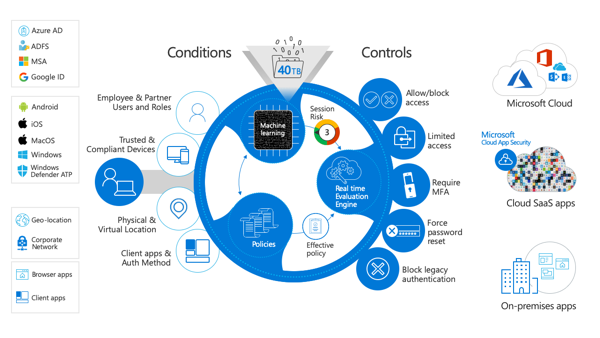 Azure AD
ADFS
MSA
Google ID
Android
iOS
MacOS
Windows
Windows
Defender ATP
Geo-location
Corporate
Network
Browser apps
Client apps
Conditions
Employee & Partner
Users and Roles
Trusted &
Compliant Devices
Physical &
Virtual Location
Client apps &
Auth Method
40TB
Machine
learning
Session
Risk
3
Real time
Evaluation
Engine
Policies
Effective
policy
Controls
Allow/block
access
Limited
access
Require
MFA
Force
password
reset
Block legacy
authentication
Microsoft Cloud
Microsoft
Cloud App Security
Cloud SaaS apps
On-premises apps